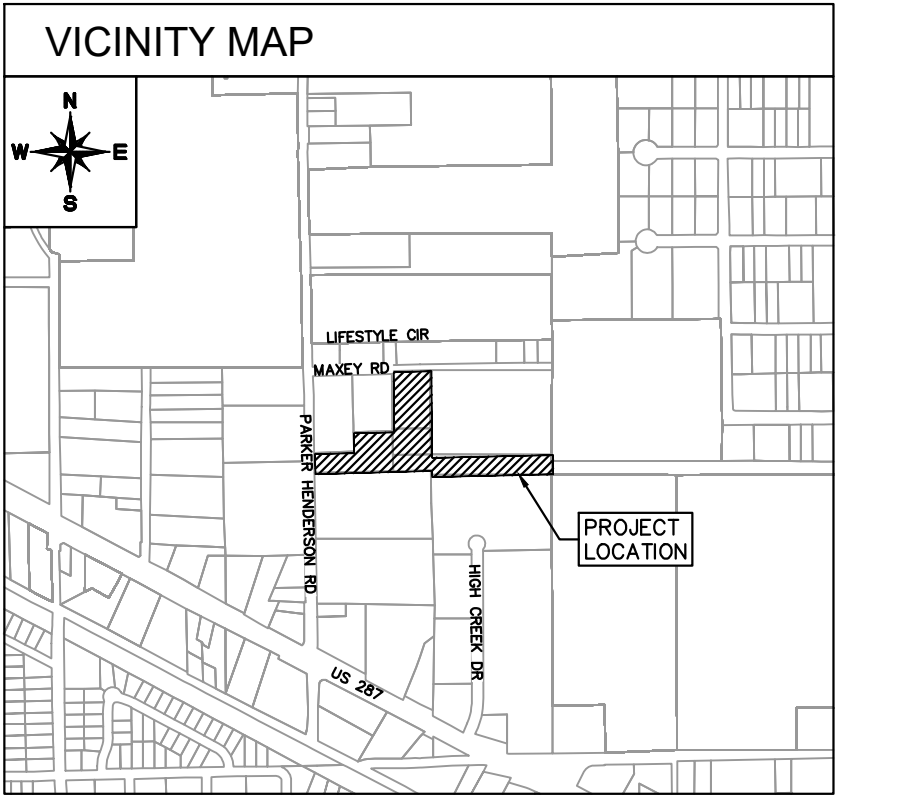 VICINITY MAP
N
W E
S
LIFESTYLE CIR
MAXEY RD
PARKER HENDERSON RD
PROJECT
LOCATION
HIGH CREEK DR
US 287